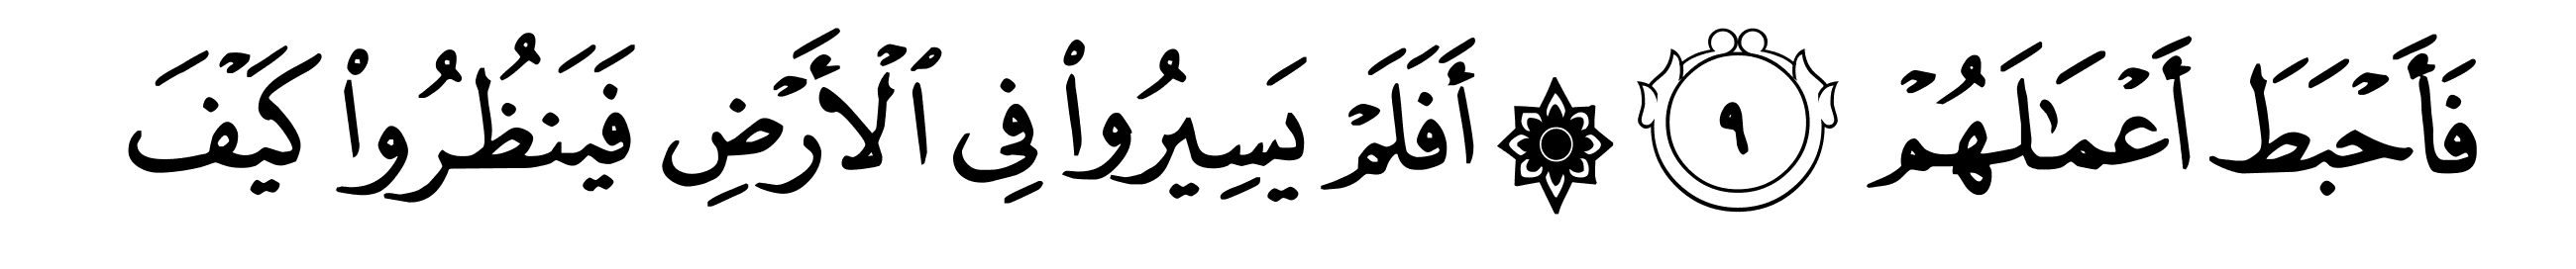 فَأَحۡبَطَ أَعۡمَٰلَهُمۡ ٩ ۞ أَفَلَمۡ يَسِيرُواْ فِي ٱلۡأَرۡضِ فَيَنظُرُواْ كَيۡفَ